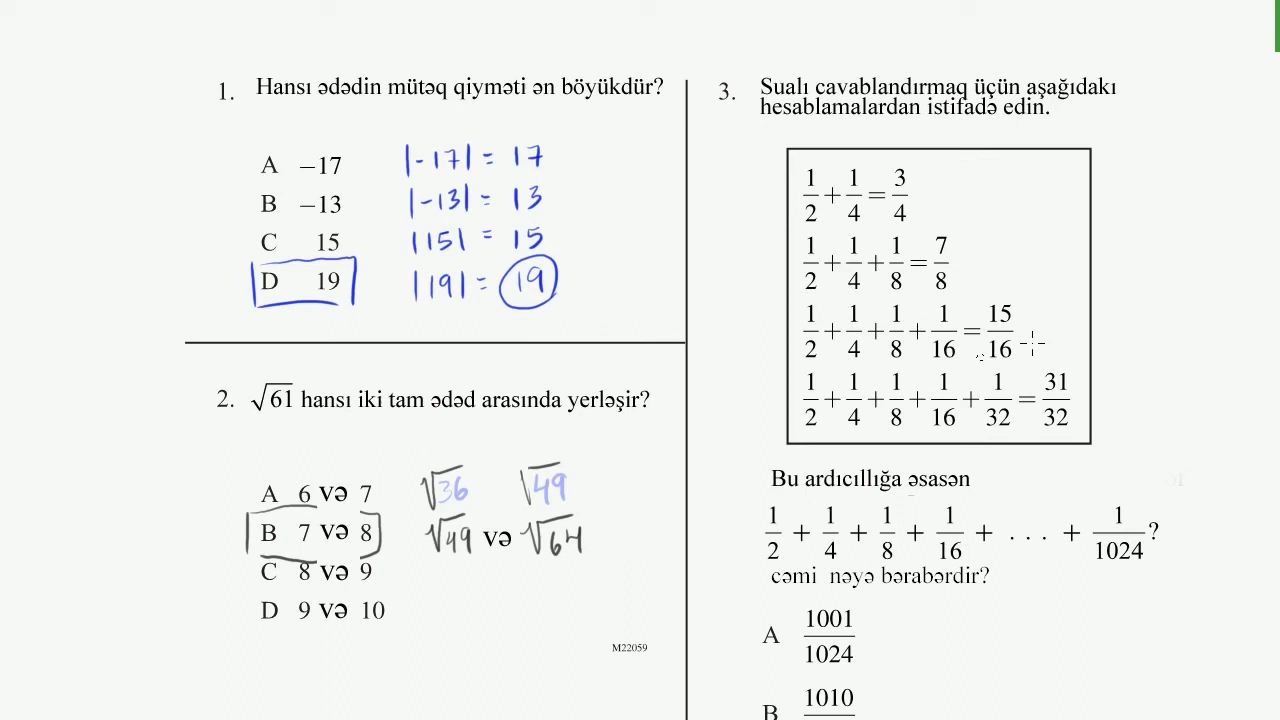 1. Hansı ədədin mütəq qiyməti ən böyükdür?
A −17 |-17| = 17
B −13 |-13| = 13
C 15 |15| = 15
D 19 |19| = 19
2. √61 hansı iki tam ədəd arasında yerləşir?
A 6 və 7 √36 √49
B 7 və 8 √49 və √64
C 8 və 9
D 9 və 10
M22059
3. Sualı cavablandırmaq üçün aşağıdakı
hesablamalardan istifadə edin.
1/2 + 1/4 = 3/4
1/2 + 1/4 + 1/8 = 7/8
1/2 + 1/4 + 1/8 + 1/16 = 15/16
1/2 + 1/4 + 1/8 + 1/16 + 1/32 = 31/32
Bu ardıcıllığa əsasən
1/2 + 1/4 + 1/8 + 1/16 + . . . + 1/1024 ?
cəmi nəyə bərabərdir?
A 1001/1024
B 1010